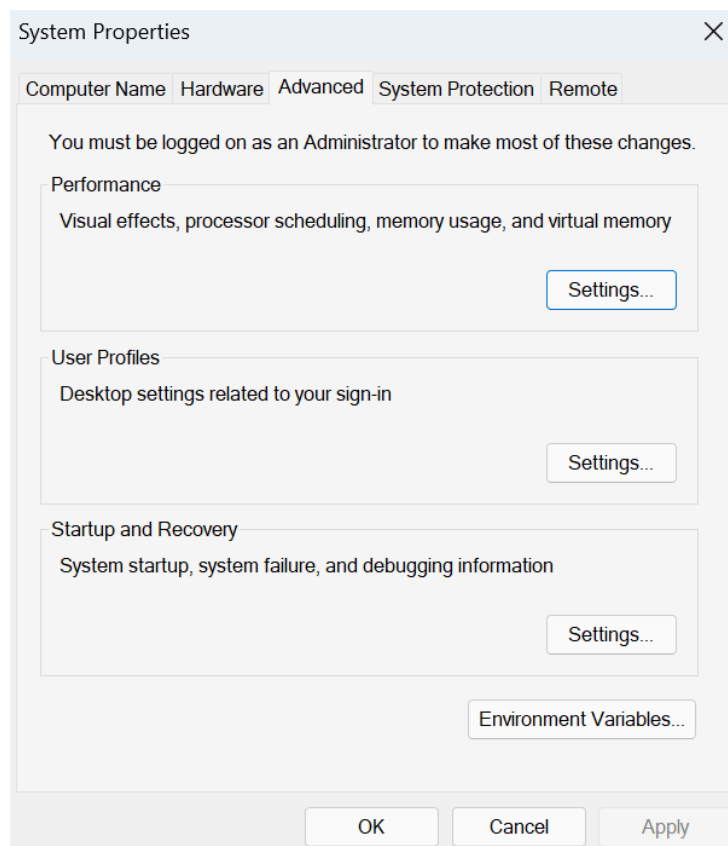 System Properties
Computer Name Hardware Advanced System Protection Remote
You must be logged on as an Administrator to make most of these changes.
Performance
Visual effects, processor scheduling, memory usage, and virtual memory
Settings...
User Profiles
Desktop settings related to your sign-in
Settings...
Startup and Recovery
System startup, system failure, and debugging information
Settings...
Environment Variables...
OK Cancel Apply